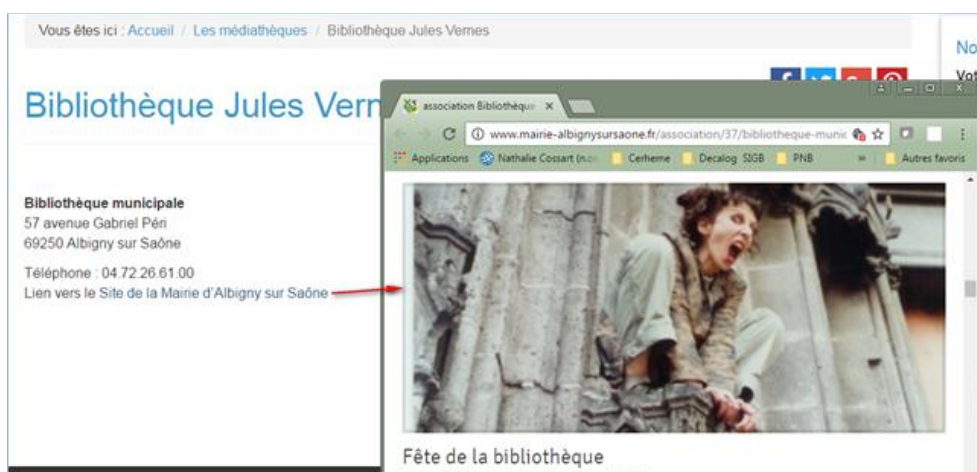 Vous êtes ici : Accueil / Les médiathèques / Bibliothèque Jules Vernes
Bibliothèque Jules Vern
Bibliothèque municipale
57 avenue Gabriel Péri
69250 Albigny sur Saône
Téléphone : 04.72.26.61.00
Lien vers le Site de la Mairie d'Albigny sur Saône
No
Vot
association Bibliothèque
www.mairie-albignysursaone.fr/association/37/bibliotheque-munic
Applications Nathalie Cossart Cerheme Decalog SIGB PNB » Autres favoris
Fête de la bibliothèque